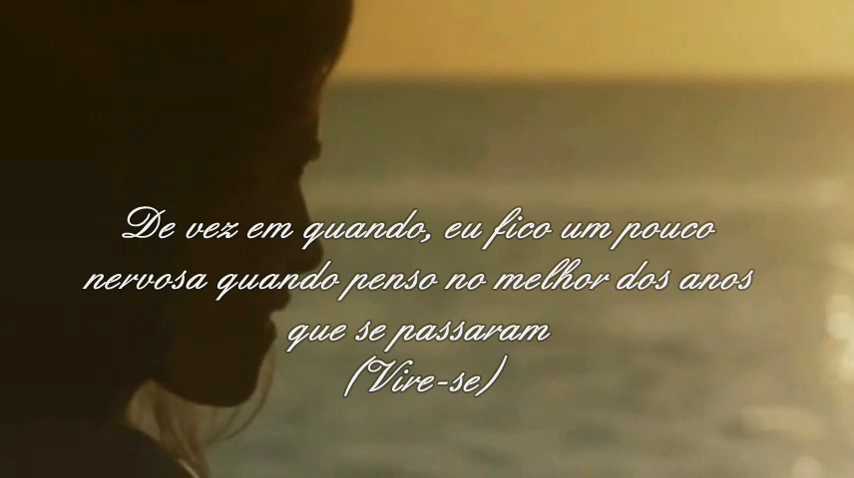 De vez em quando, eu fico um pouco
nervosa quando penso no melhor dos anos
que se passaram
(Vire-se)